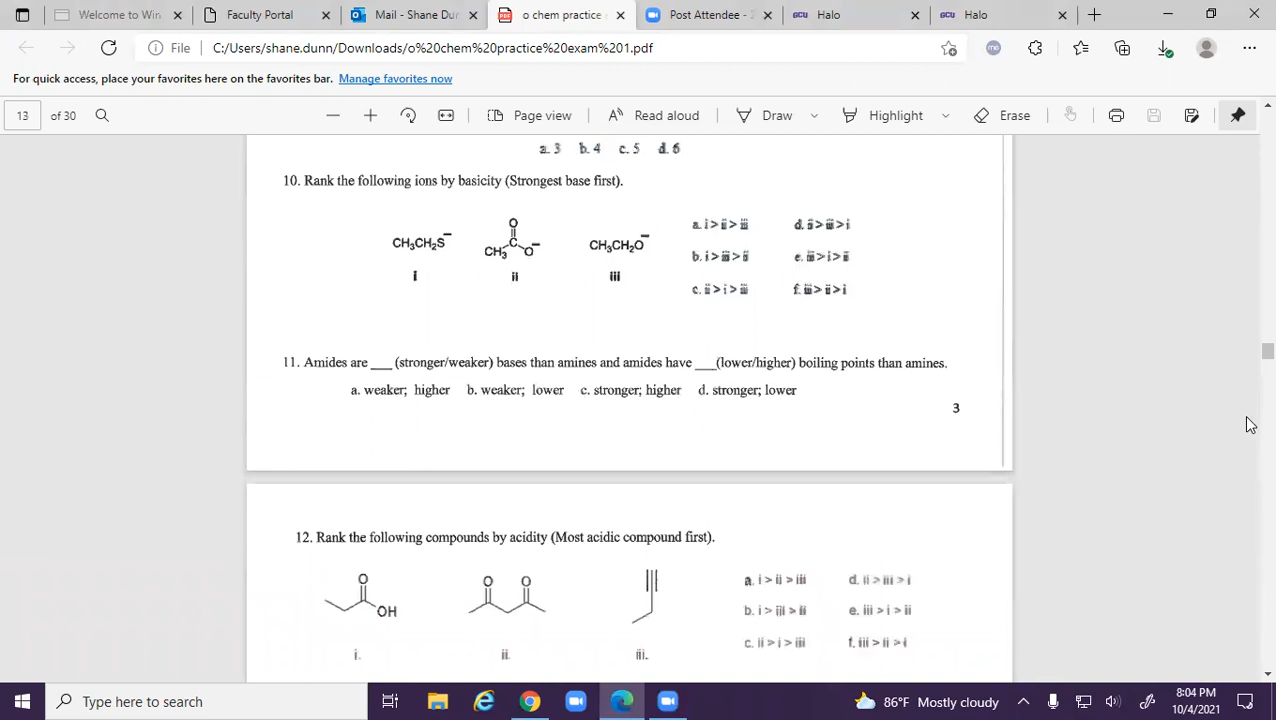 Welcome to Win
Faculty Portal
Mail - Shane Dun
o chem practice
Post Attendee - Z
GCU Halo
GCU Halo
File C:/Users/shane.dunn/Downloads/o%20chem%20practice%20exam%201.pdf
For quick access, place your favorites here on the favorites bar. Manage favorites now
13 of 30 Page view Read aloud Draw Highlight Erase
a. 3 b. 4 c. 5 d. 6
10. Rank the following ions by basicity (Strongest base first).
CH3CH2S−
O
CH3 C O−
CH3CH2O−
i ii iii
a. i > ii > iii d. ii > iii > i
b. i > iii > ii e. iii > i > ii
c. ii > i > iii f. iii > ii > i
11. Amides are ___ (stronger/weaker) bases than amines and amides have ___(lower/higher) boiling points than amines.
a. weaker; higher b. weaker; lower c. stronger; higher d. stronger; lower
3
12. Rank the following compounds by acidity (Most acidic compound first).
O
OH
O O
i. ii. iii.
a. i > ii > iii d. ii > iii > i
b. i > iii > ii e. iii > i > ii
c. ii > i > iii f. iii > ii > i
Type here to search
86°F Mostly cloudy
8:04 PM
10/4/2021